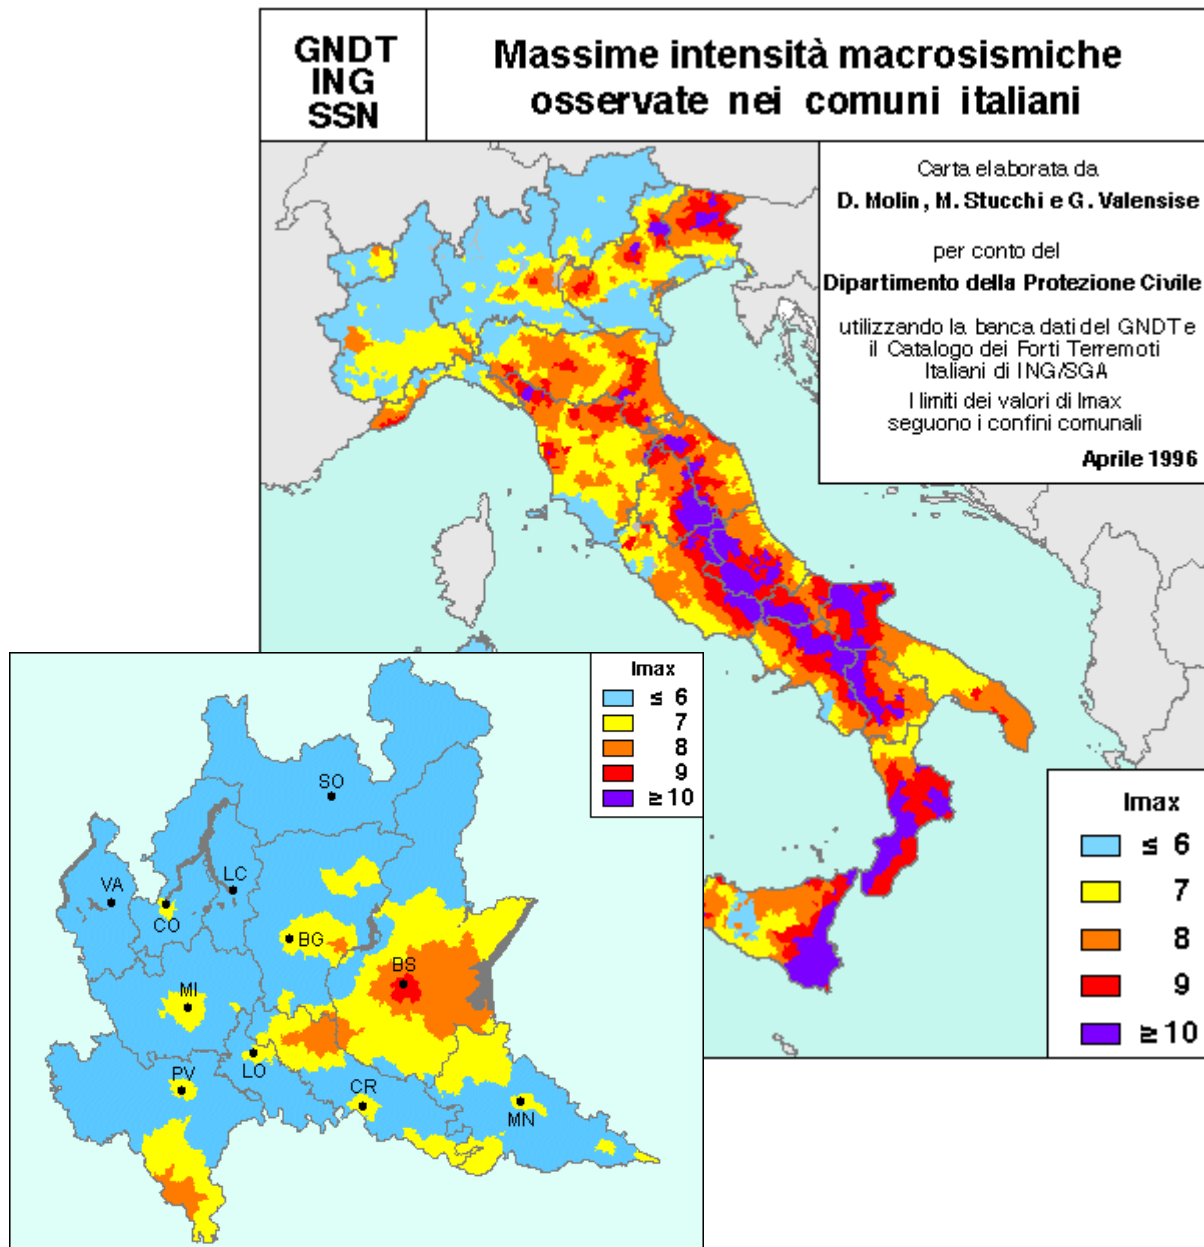 GNDT
ING
SSN
Massime intensità macrosismiche
osservate nei comuni italiani
Carta elaborata da
D. Molin, M. Stucchi e G. Valensise
per conto del
Dipartimento della Protezione Civile
utilizzando la banca dati del GNDT e
il Catalogo dei Forti Terremoti
Italiani di ING/SGA
I limiti dei valori di Imax
seguono i confini comunali
Aprile 1996
Imax
≤ 6
7
8
9
≥ 10
SO
VA
LC
CO
BG
BS
MI
LO
PV
CR
MN
Imax
≤ 6
7
8
9
≥ 10